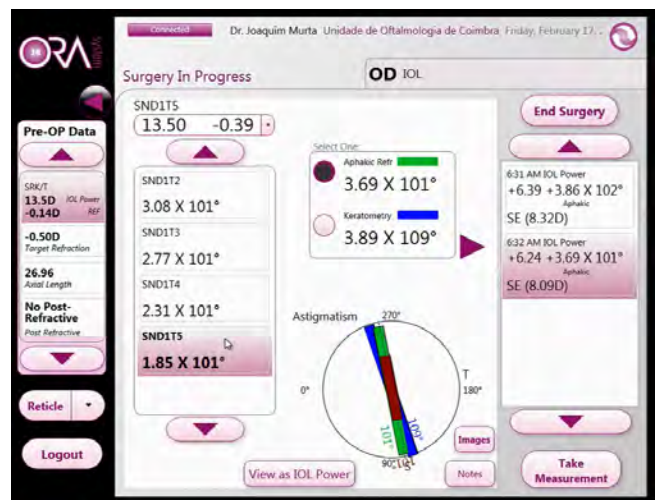 ORA
system
Connected
Dr. Joaquim Murta Unidade de Oftalmologia de Coimbra Friday, February 17. .
Surgery In Progress
OD IOL
Pre-OP Data
SRK/T
13.5D IOL Power
-0.14D REF
-0.50D
Target Refraction
26.96
Axial Length
No Post-
Refractive
Post Refractive
Reticle
Logout
SND1T5
13.50 -0.39
SND1T2
3.08 X 101°
SND1T3
2.77 X 101°
SND1T4
2.31 X 101°
SND1T5
1.85 X 101°
Select One:
Aphakic Refr
3.69 X 101°
Keratometry
3.89 X 109°
Astigmatism
270°
0°
T
180°
101°
109°
90°
View as IOL Power
Images
Notes
End Surgery
6:31 AM IOL Power
+6.39 +3.86 X 102°
Aphakic
SE (8.32D)
6:32 AM IOL Power
+6.24 +3.69 X 101°
Aphakic
SE (8.09D)
Take
Measurement